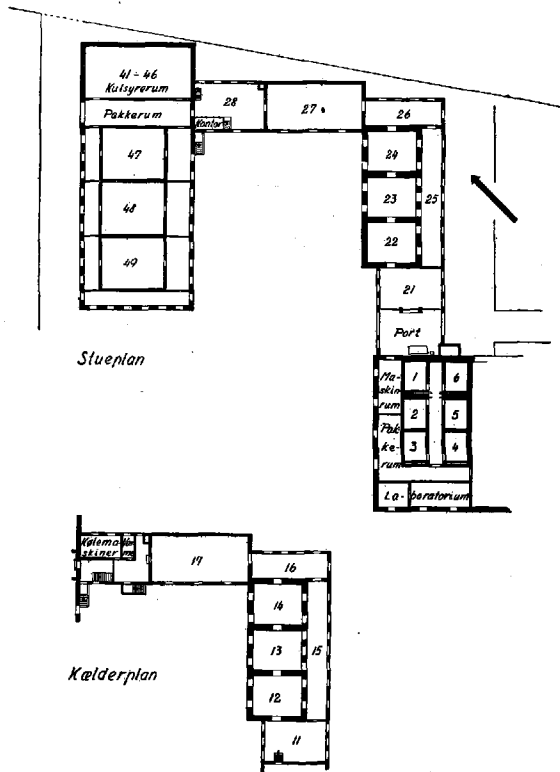 41-46
Kulsyrerum
Pakkerum
47
48
49
28
Kontor
27
26
24
23
22
25
21
Port
Ma-
skin
rum
1
6
2
5
3
4
Pak
ke-
rum
La-
boratorium
Stueplan
Kølema-
skiner
17
16
14
13
12
15
11
Kælderplan